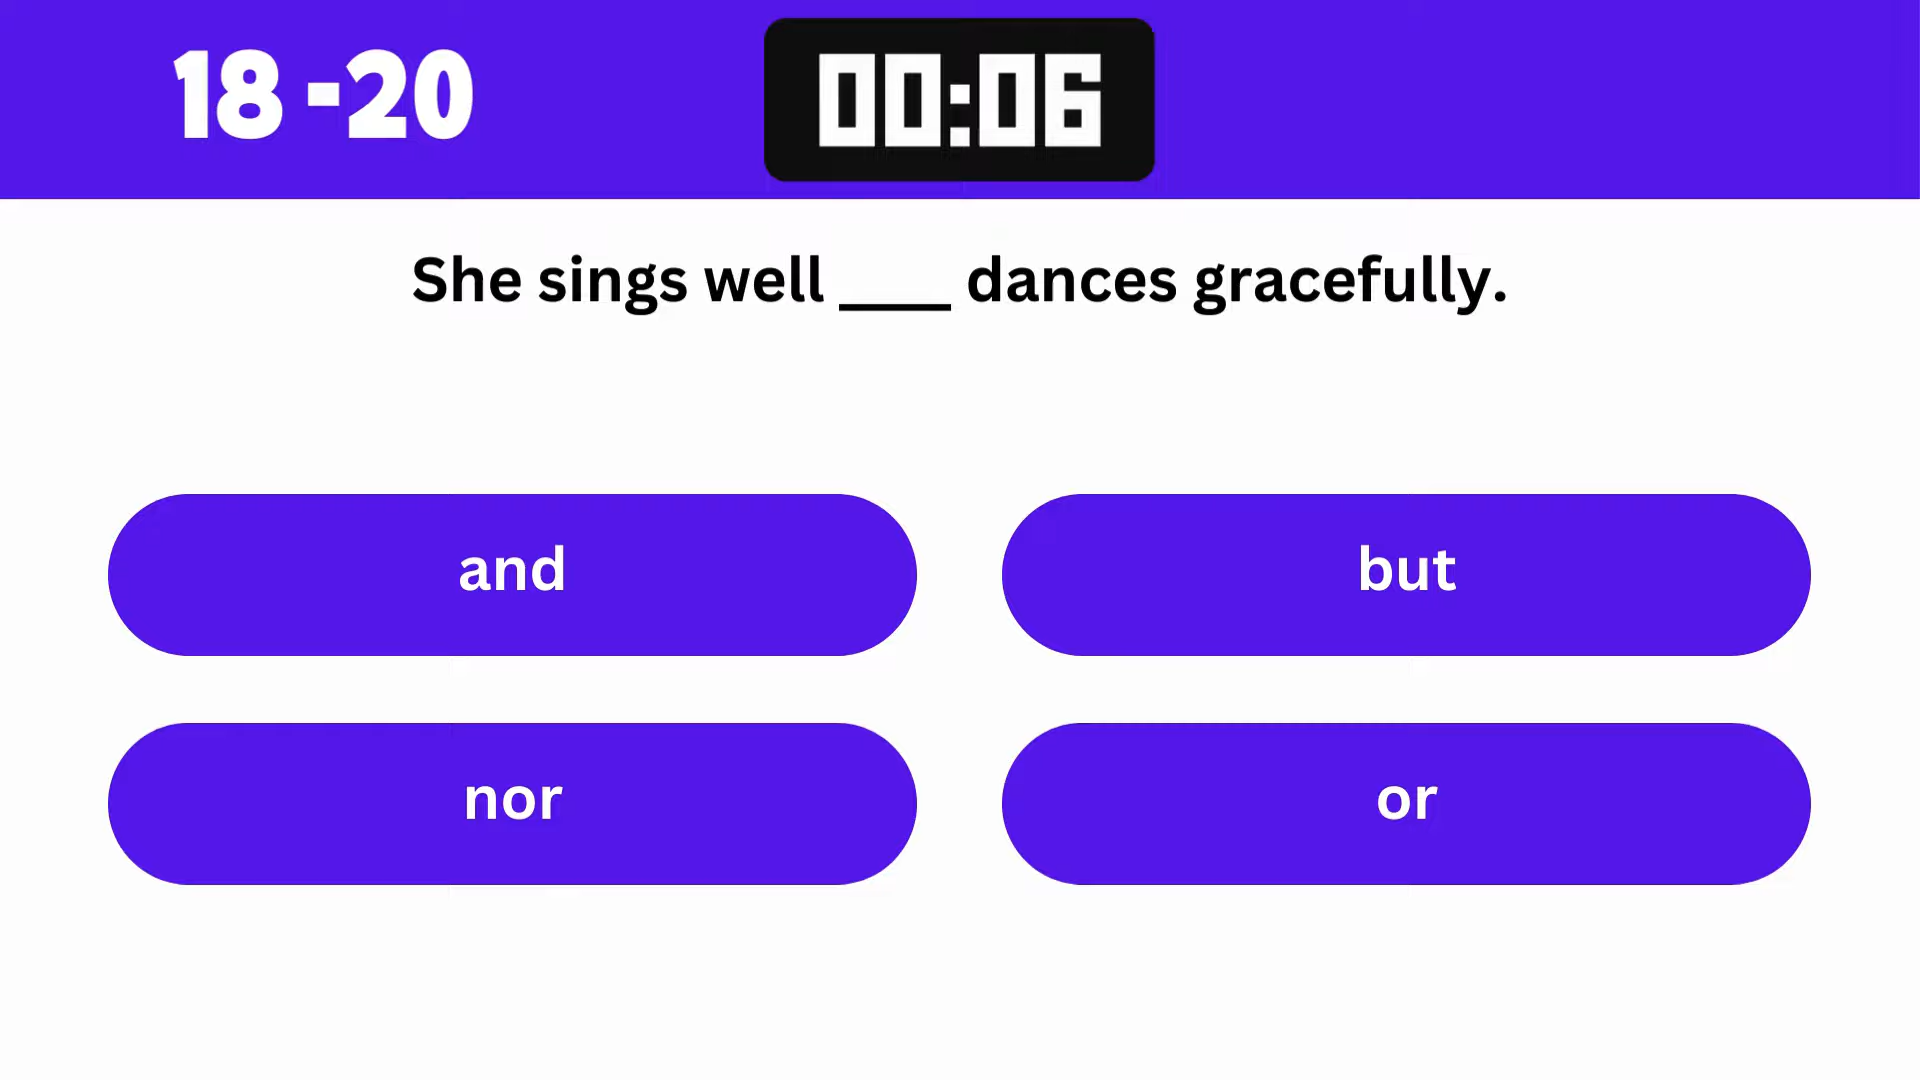 18 -20
00:06
She sings well ____ dances gracefully.
and
but
nor
or